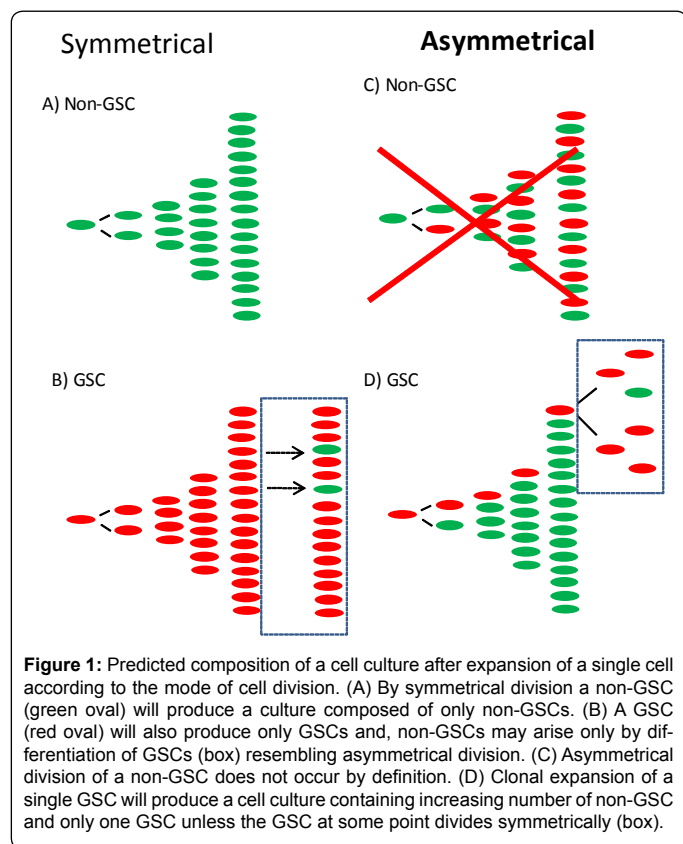 Symmetrical
Asymmetrical
A) Non-GSC
C) Non-GSC
B) GSC
D) GSC
Figure 1: Predicted composition of a cell culture after expansion of a single cell
according to the mode of cell division. (A) By symmetrical division a non-GSC
(green oval) will produce a culture composed of only non-GSCs. (B) A GSC
(red oval) will also produce only GSCs and, non-GSCs may arise only by dif-
ferentiation of GSCs (box) resembling asymmetrical division. (C) Asymmetrical
division of a non-GSC does not occur by definition. (D) Clonal expansion of a
single GSC will produce a cell culture containing increasing number of non-GSC
and only one GSC unless the GSC at some point divides symmetrically (box).